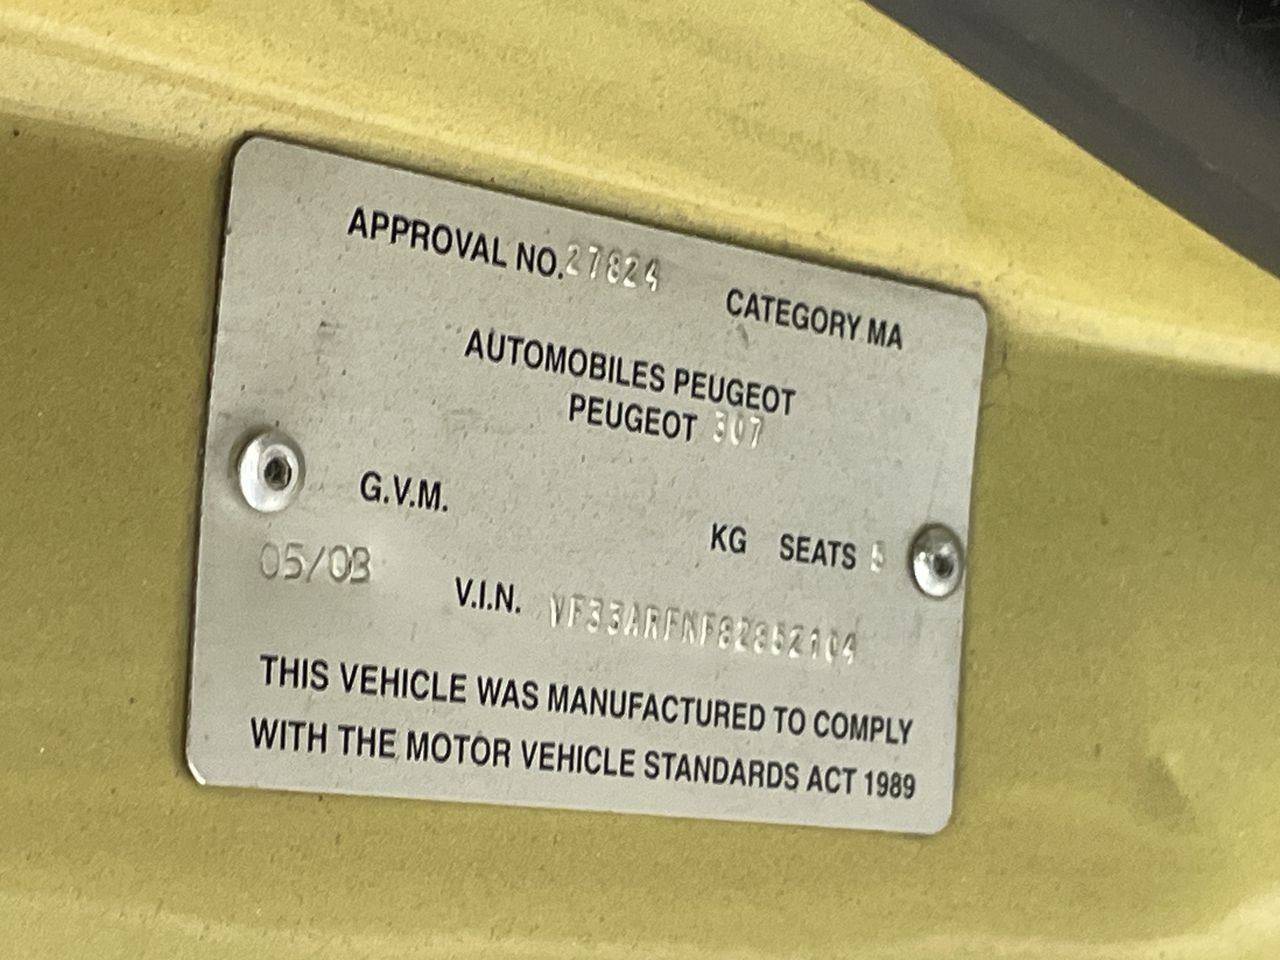 APPROVAL NO. 27824
CATEGORY MA
AUTOMOBILES PEUGEOT
PEUGEOT 307
G.V.M. KG SEATS 5
05/03
V.I.N. VF33ARFNF82852104
THIS VEHICLE WAS MANUFACTURED TO COMPLY
WITH THE MOTOR VEHICLE STANDARDS ACT 1989